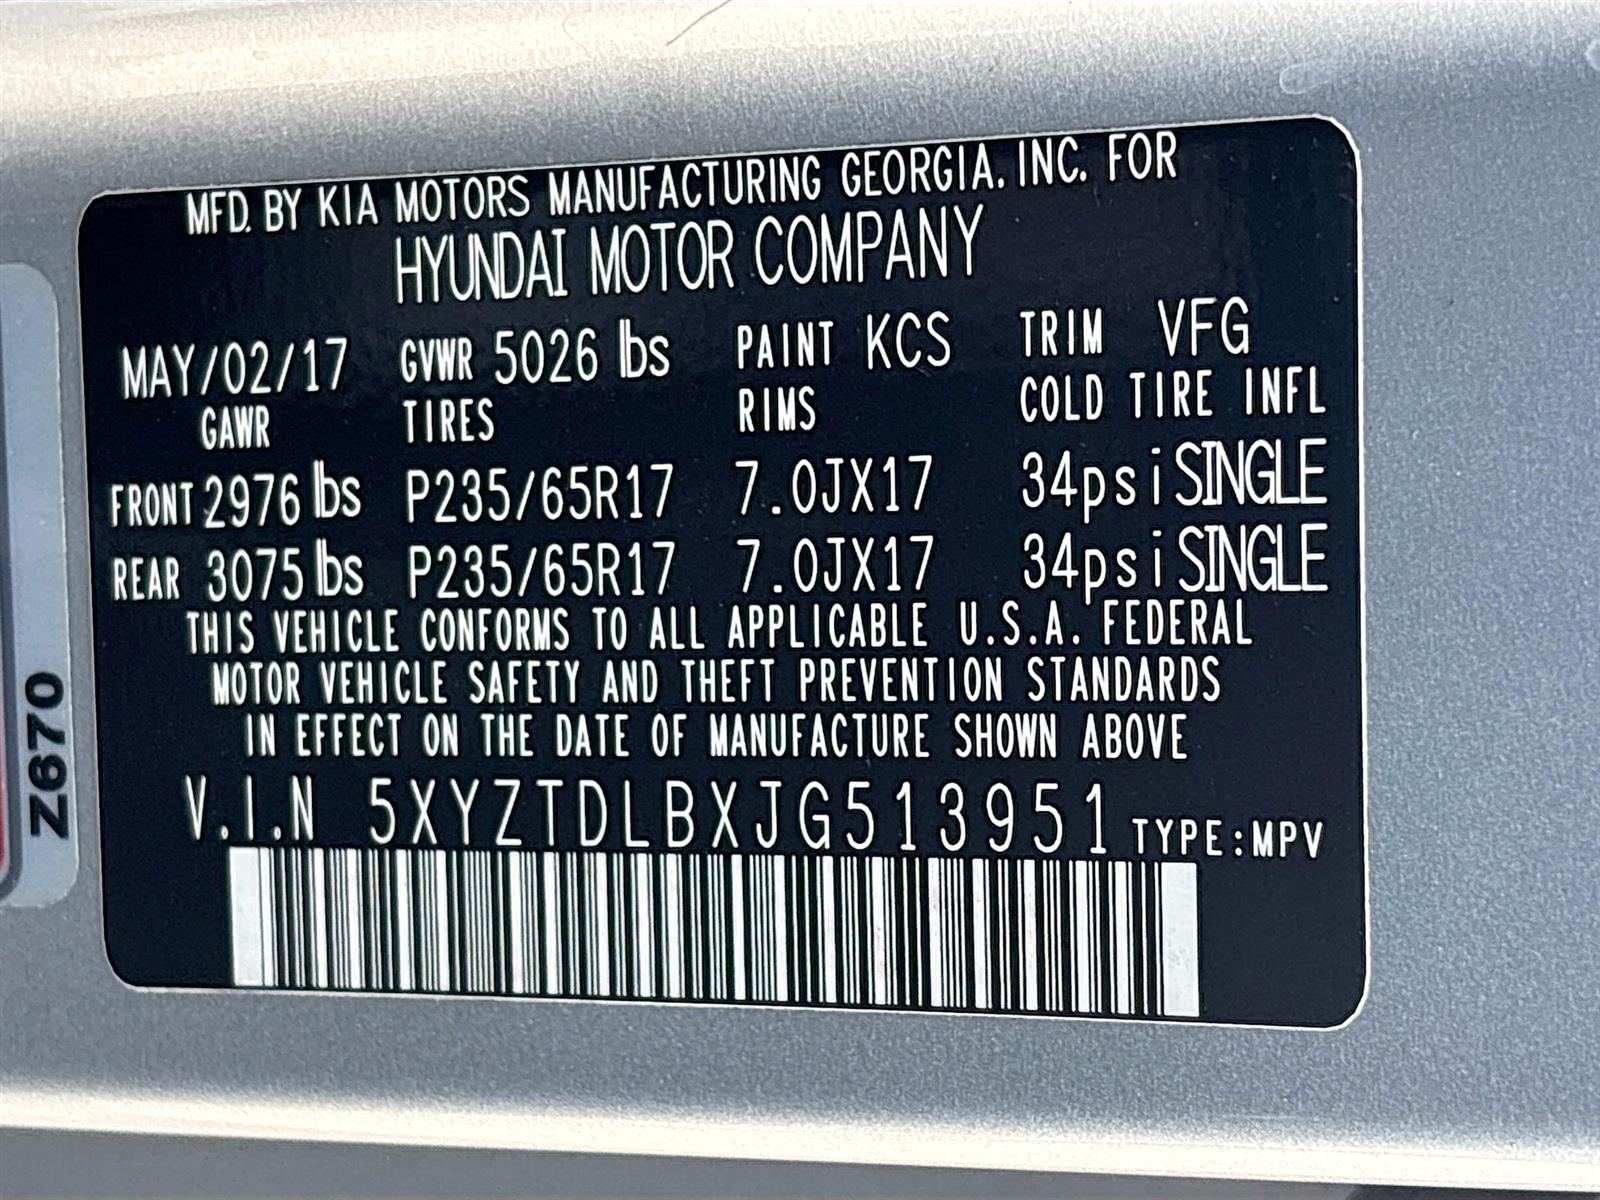 MFD. BY KIA MOTORS MANUFACTURING GEORGIA. INC. FOR
HYUNDAI MOTOR COMPANY
MAY/02/17 GVWR 5026 lbs PAINT KCS TRIM VFG
GAWR TIRES RIMS COLD TIRE INFL
FRONT 2976 lbs P235/65R17 7.0JX17 34psi SINGLE
REAR 3075 lbs P235/65R17 7.0JX17 34psi SINGLE
THIS VEHICLE CONFORMS TO ALL APPLICABLE U.S.A. FEDERAL
MOTOR VEHICLE SAFETY AND THEFT PREVENTION STANDARDS
IN EFFECT ON THE DATE OF MANUFACTURE SHOWN ABOVE
V.I.N 5XYZTDLBXJG513951 TYPE:MPV
Z670